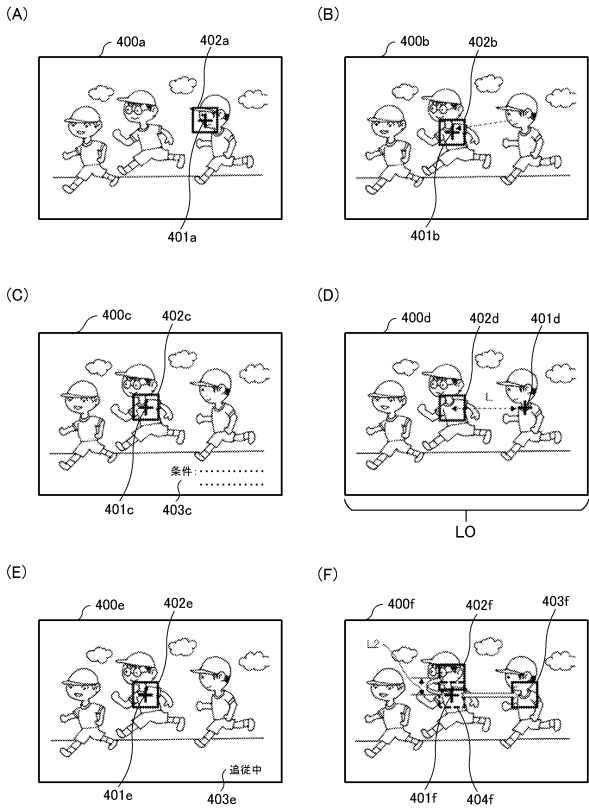 (A)
400a
402a
401a
(B)
400b
402b
401b
(C)
400c
402c
条件：
401c
403c
(D)
400d
402d
401d
L
LO
(E)
400e
402e
追従中
401e
403e
(F)
400f
402f
403f
L2
401f
404f